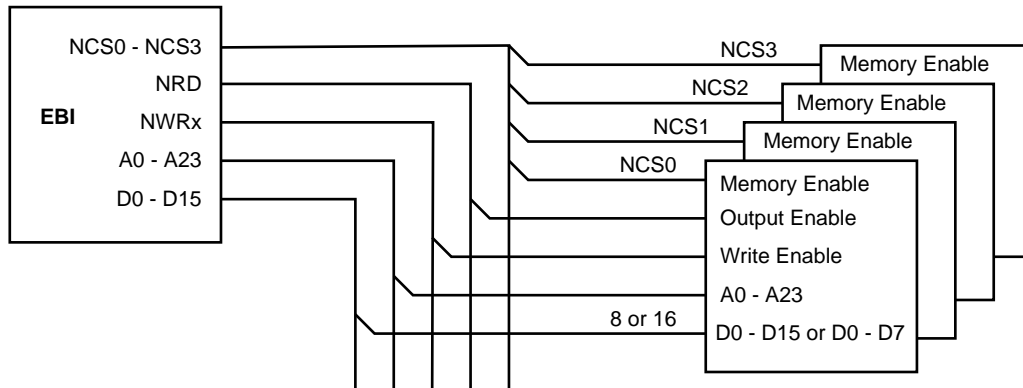 NCS0 - NCS3
NRD
EBI
NWRx
A0 - A23
D0 - D15
NCS3
Memory Enable
NCS2
Memory Enable
NCS1
Memory Enable
NCS0
Memory Enable
Output Enable
Write Enable
A0 - A23
8 or 16
D0 - D15 or D0 - D7